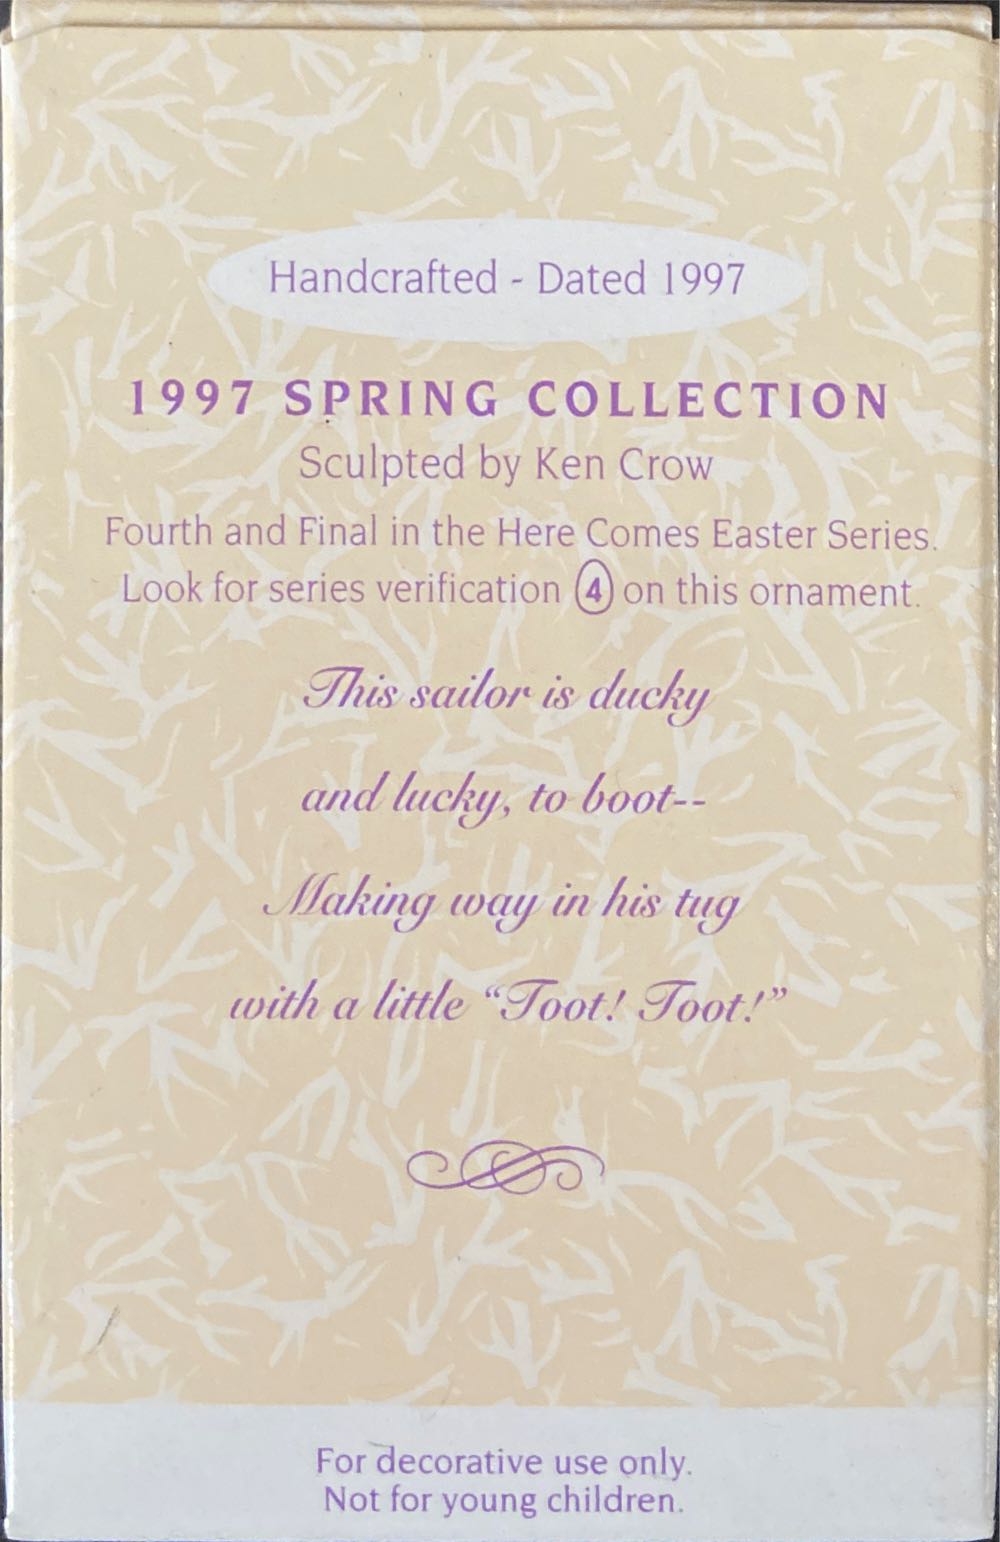 Handcrafted - Dated 1997
1997 SPRING COLLECTION
Sculpted by Ken Crow
Fourth and Final in the Here Comes Easter Series.
Look for series verification 4 on this ornament.
This sailor is ducky
and lucky, to boot--
Making way in his tug
with a little “Toot! Toot!”
For decorative use only.
Not for young children.